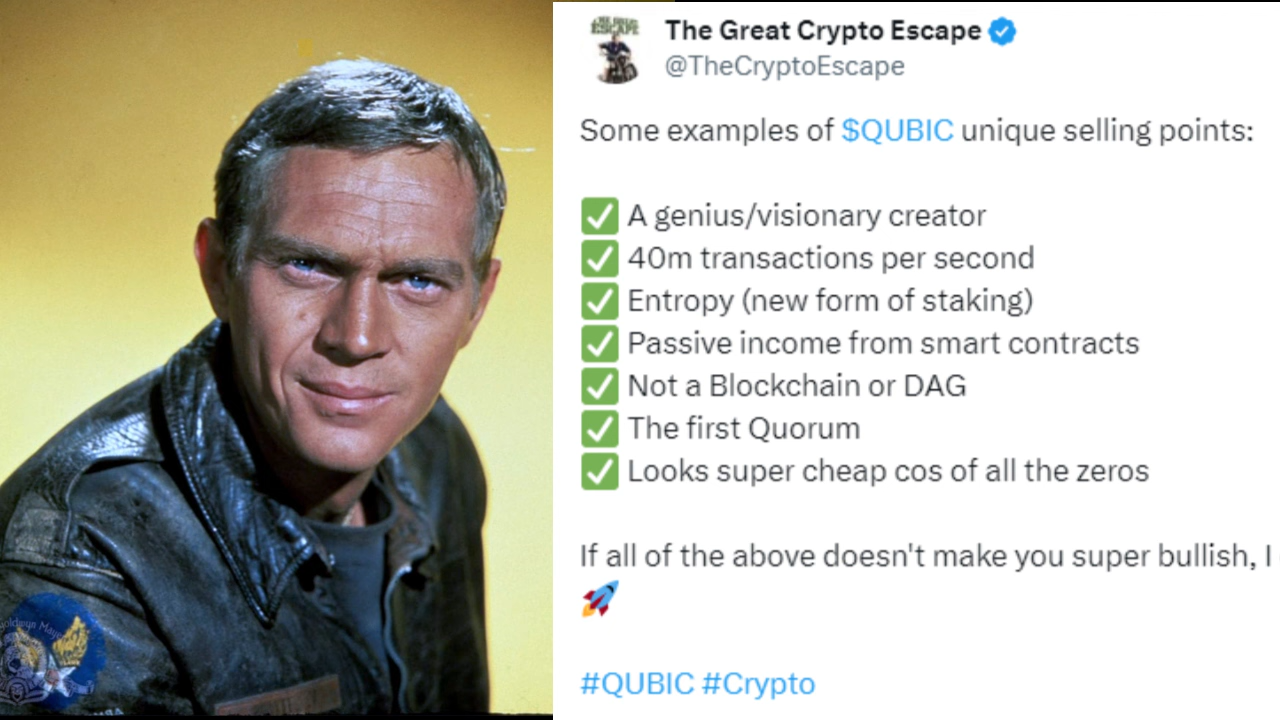 The Great Crypto Escape
@TheCryptoEscape
Some examples of $QUBIC unique selling points:
A genius/visionary creator
40m transactions per second
Entropy (new form of staking)
Passive income from smart contracts
Not a Blockchain or DAG
The first Quorum
Looks super cheap cos of all the zeros
If all of the above doesn't make you super bullish, I
#QUBIC #Crypto